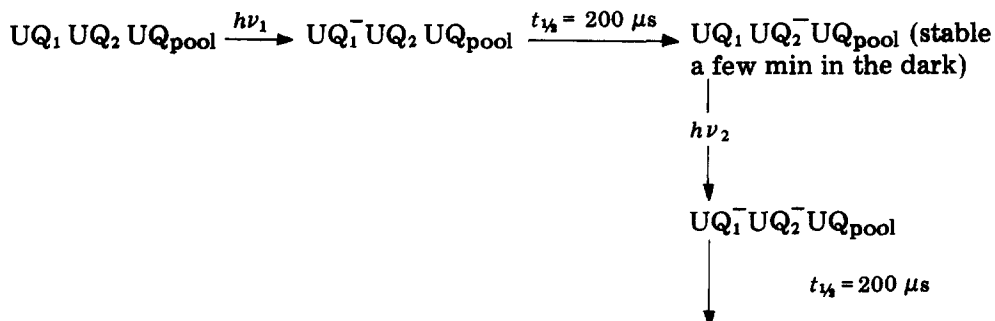 UQ₁ UQ₂ UQpool hν₁ UQ₁⁻ UQ₂ UQpool t½ = 200 μs UQ₁ UQ₂⁻ UQpool (stable
a few min in the dark)
hν₂
UQ₁⁻ UQ₂⁻ UQpool
t½ = 200 μs